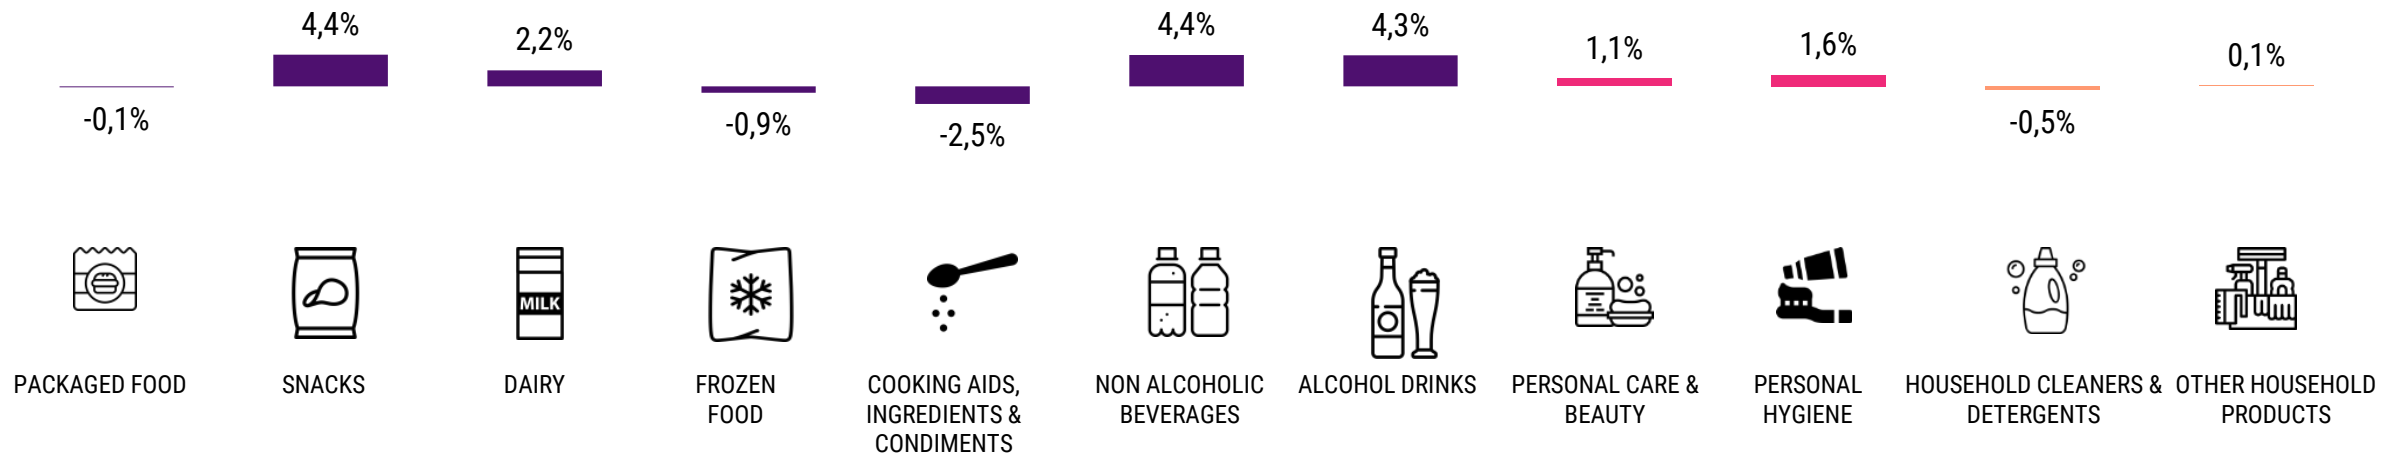 4,4%
2,2%
4,4%
4,3%
1,1%
1,6%
0,1%
-0,1%
-0,9%
-2,5%
-0,5%
MILK
PACKAGED FOOD
SNACKS
DAIRY
FROZEN
FOOD
COOKING AIDS,
INGREDIENTS &
CONDIMENTS
NON ALCOHOLIC
BEVERAGES
ALCOHOL DRINKS
PERSONAL CARE &
BEAUTY
PERSONAL
HYGIENE
HOUSEHOLD CLEANERS &
DETERGENTS
OTHER HOUSEHOLD
PRODUCTS